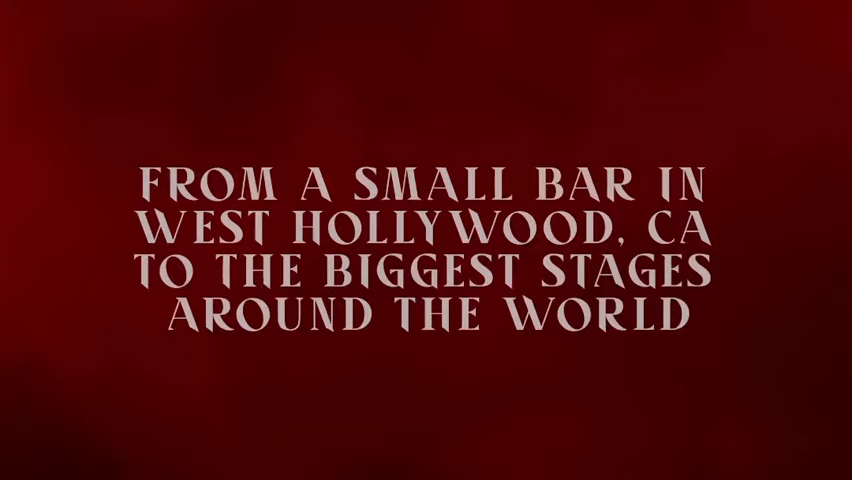 FROM A SMALL BAR IN
WEST HOLLYWOOD, CA
TO THE BIGGEST STAGES
AROUND THE WORLD